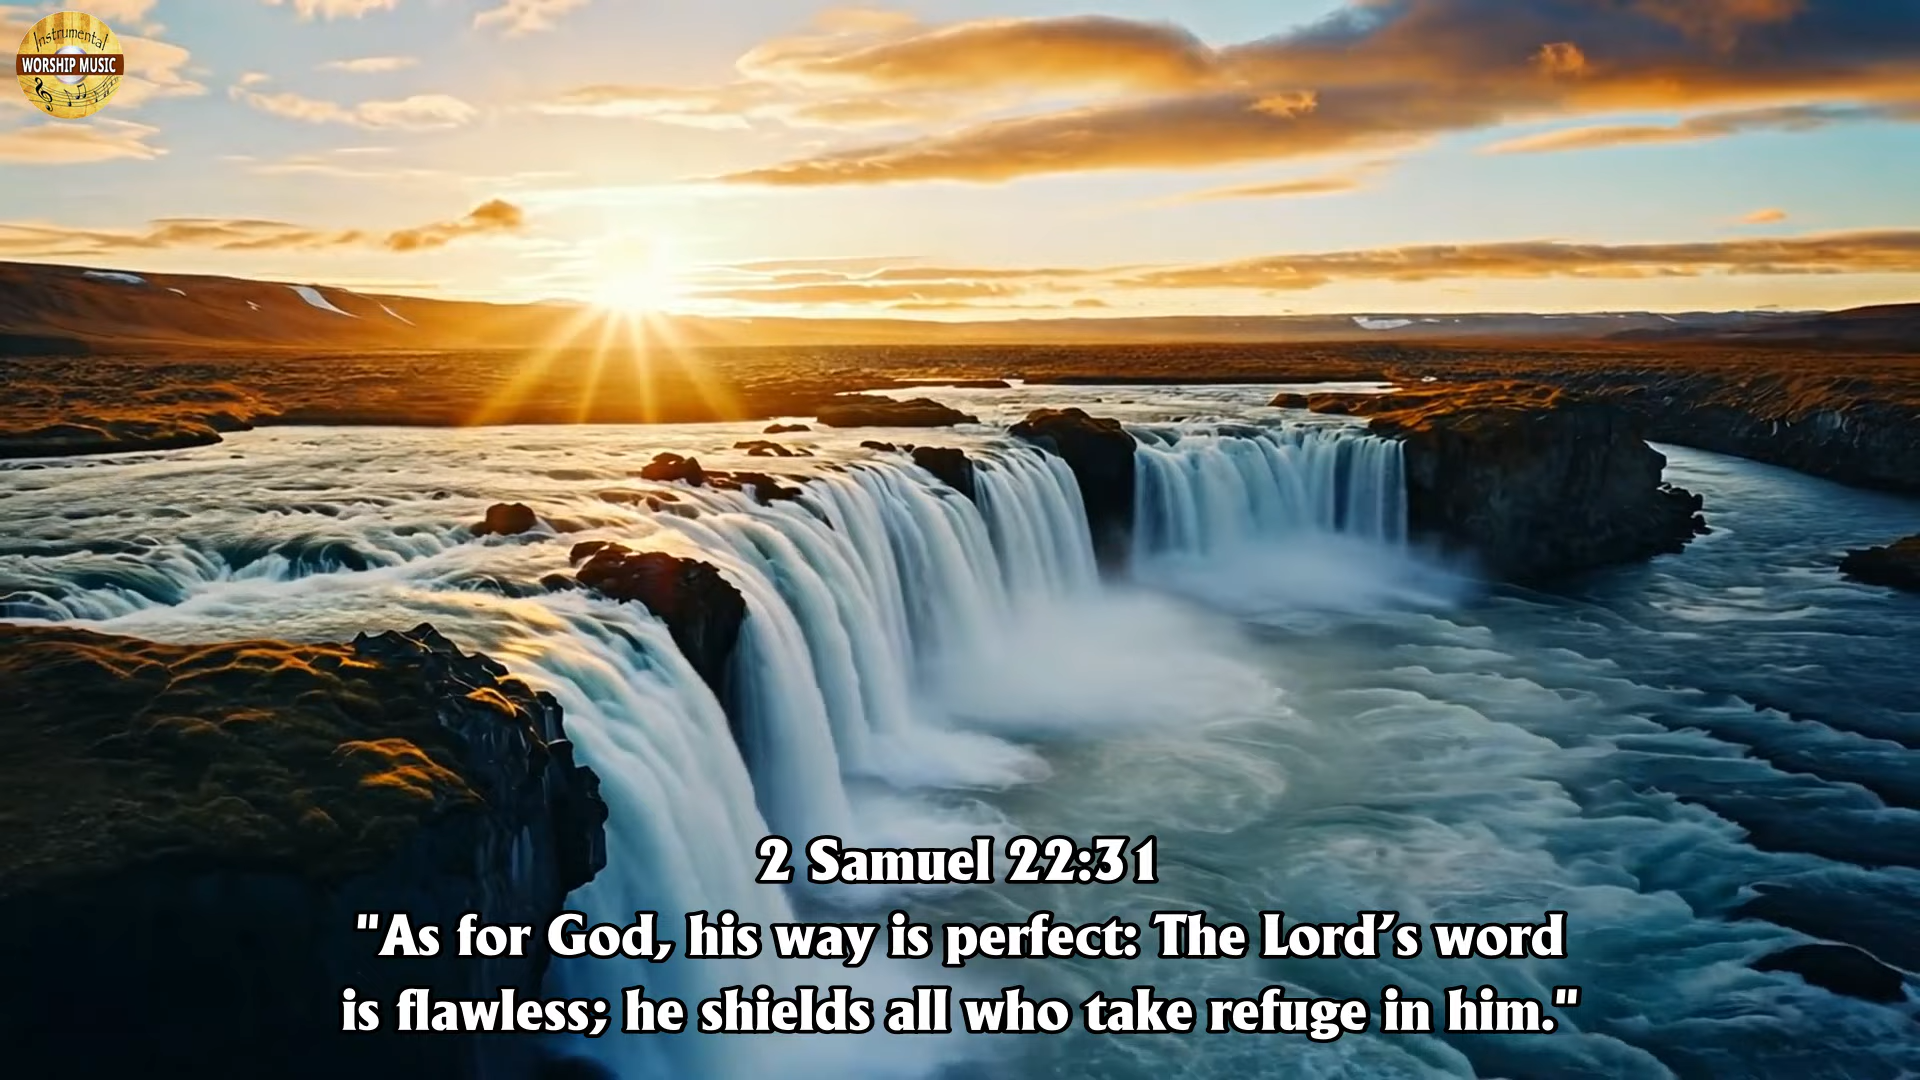 Instrumental
WORSHIP MUSIC
2 Samuel 22:31
"As for God, his way is perfect: The Lord’s word
is flawless; he shields all who take refuge in him."